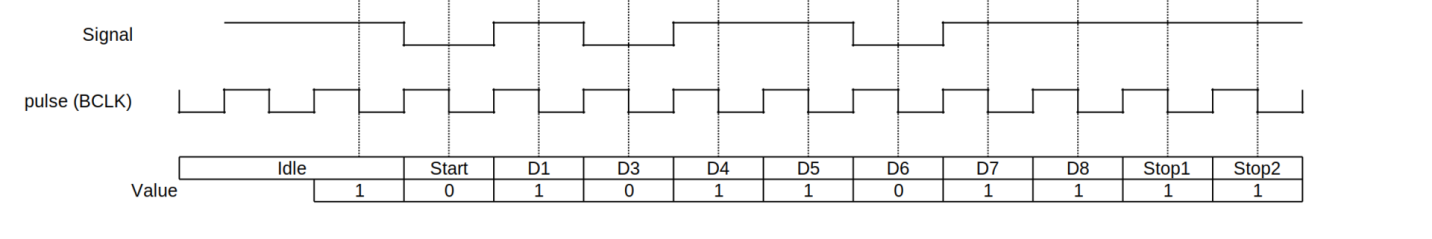 Signal
pulse (BCLK)
Idle Start D1 D3 D4 D5 D6 D7 D8 Stop1 Stop2
Value 1 0 1 0 1 1 0 1 1 1 1